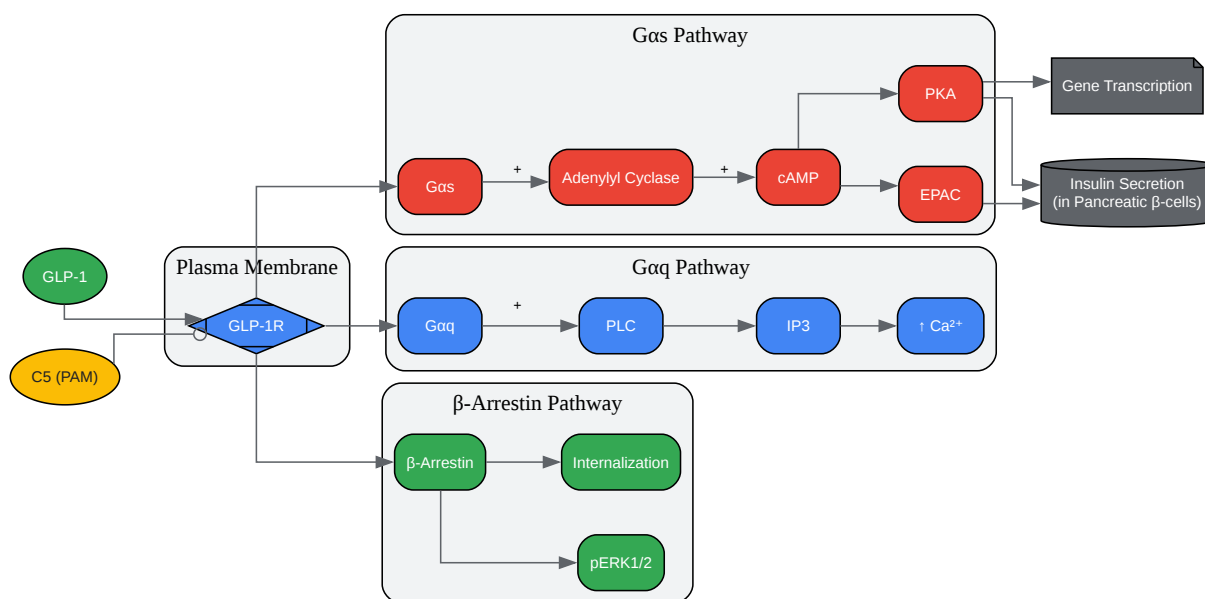 Gαs Pathway
PKA
Gene Transcription
Gαs
+
Adenylyl Cyclase
+
cAMP
EPAC
Insulin Secretion
(in Pancreatic β-cells)
GLP-1
C5 (PAM)
Plasma Membrane
GLP-1R
Gαq Pathway
Gαq
+
PLC
IP3
↑ Ca²⁺
β-Arrestin Pathway
β-Arrestin
Internalization
pERK1/2